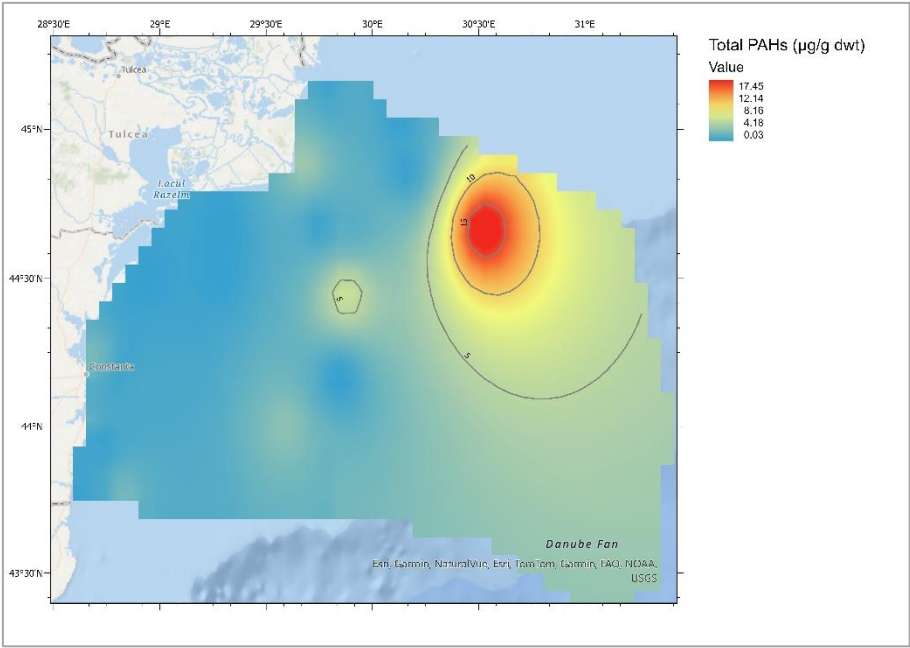 28°30'E 29°E 29°30'E 30°E 30°30'E 31°E
Total PAHs (µg/g dwt)
Value
17.45
12.14
8.16
4.18
0.03
Tulcea
45°N
Tulcea
Lacul
Razelm
10
15
44°30'N
5
5
Constanta
44°N
Danube Fan
Esri, Garmin, NaturalVue, Esri, TomTom, Garmin, FAO, NOAA,
USGS
43°30'N